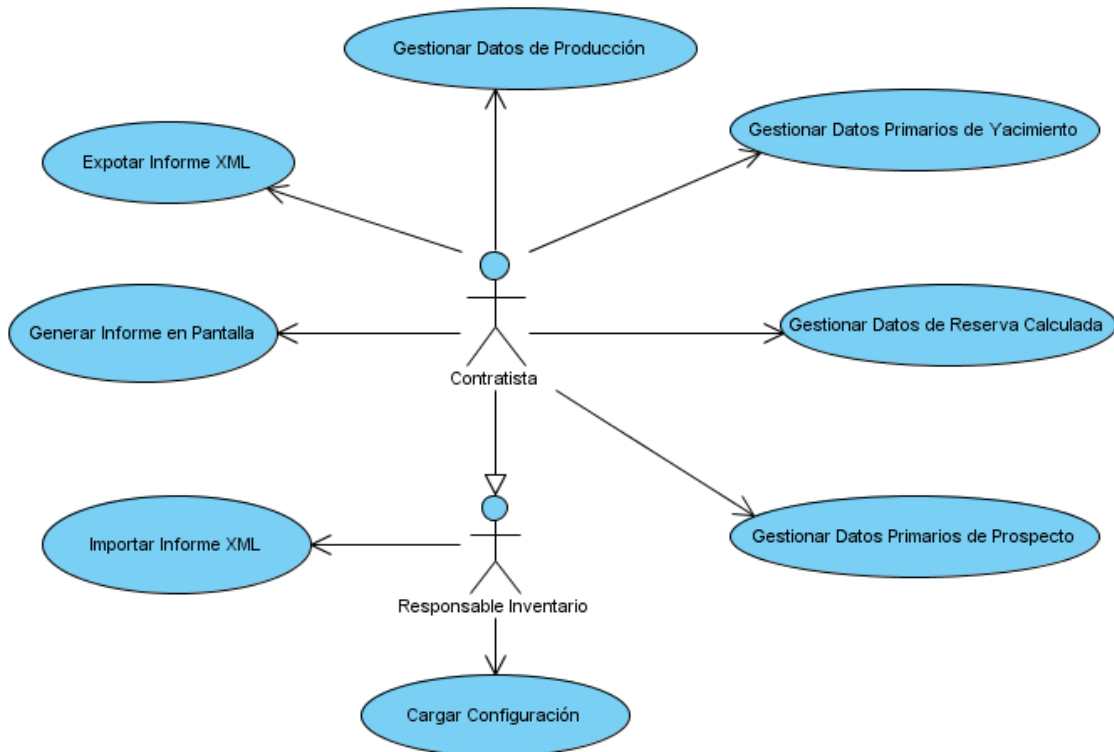 Gestionar Datos de Producción
Gestionar Datos Primarios de Yacimiento
Expotar Informe XML
Generar Informe en Pantalla
Gestionar Datos de Reserva Calculada
Contratista
Importar Informe XML
Gestionar Datos Primarios de Prospecto
Responsable Inventario
Cargar Configuración